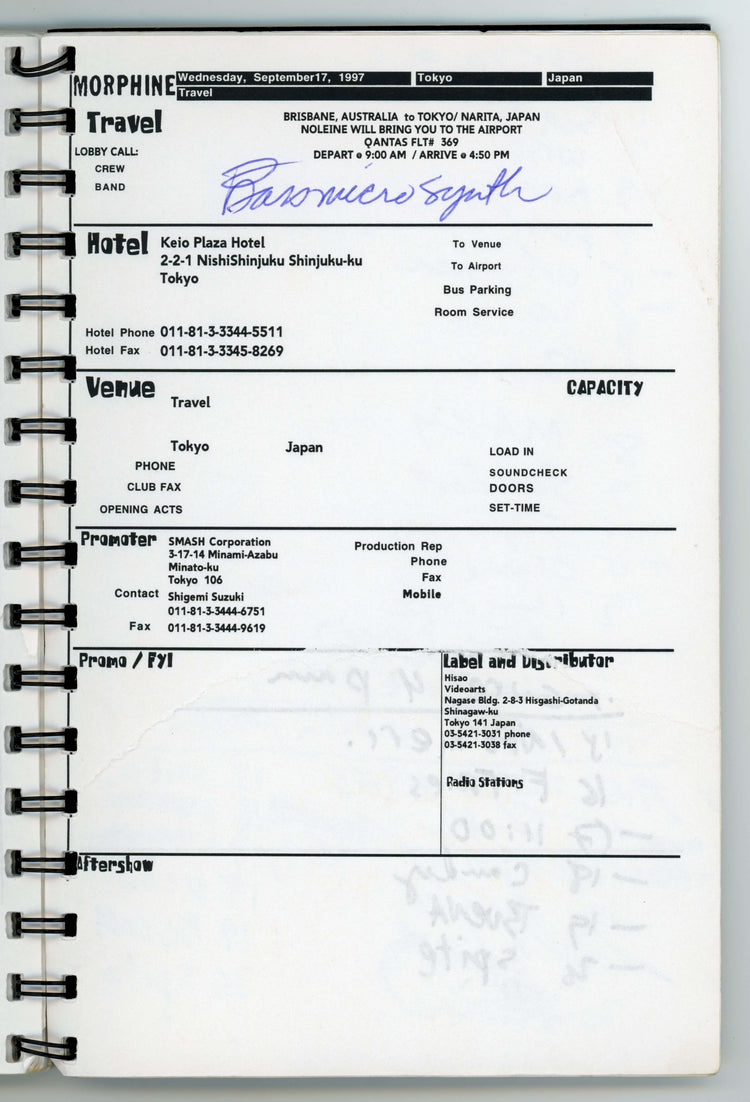 MORPHINE Wednesday, September17, 1997 Tokyo Japan
Travel
Travel
BRISBANE, AUSTRALIA to TOKYO/ NARITA, JAPAN
NOLEINE WILL BRING YOU TO THE AIRPORT
QANTAS FLT# 369
DEPART @ 9:00 AM / ARRIVE @ 4:50 PM
LOBBY CALL:
CREW
BAND
Bassmicrosynth
Hotel
Keio Plaza Hotel
2-2-1 NishiShinjuku Shinjuku-ku
Tokyo
Hotel Phone 011-81-3-3344-5511
Hotel Fax 011-81-3-3345-8269
To Venue
To Airport
Bus Parking
Room Service
Venue
Travel
CAPACITY
Tokyo Japan
PHONE
CLUB FAX
OPENING ACTS
LOAD IN
SOUNDCHECK
DOORS
SET-TIME
Promoter
SMASH Corporation
3-17-14 Minami-Azabu
Minato-ku
Tokyo 106
Contact Shigemi Suzuki
011-81-3-3444-6751
Fax 011-81-3-3444-9619
Production Rep
Phone
Fax
Mobile
Promo / FYI
Label and Distributor
Hisao
Videoarts
Nagase Bldg. 2-8-3 Hisgashi-Gotanda
Shinagaw-ku
Tokyo 141 Japan
03-5421-3031 phone
03-5421-3038 fax
Radio Stations
Aftershow